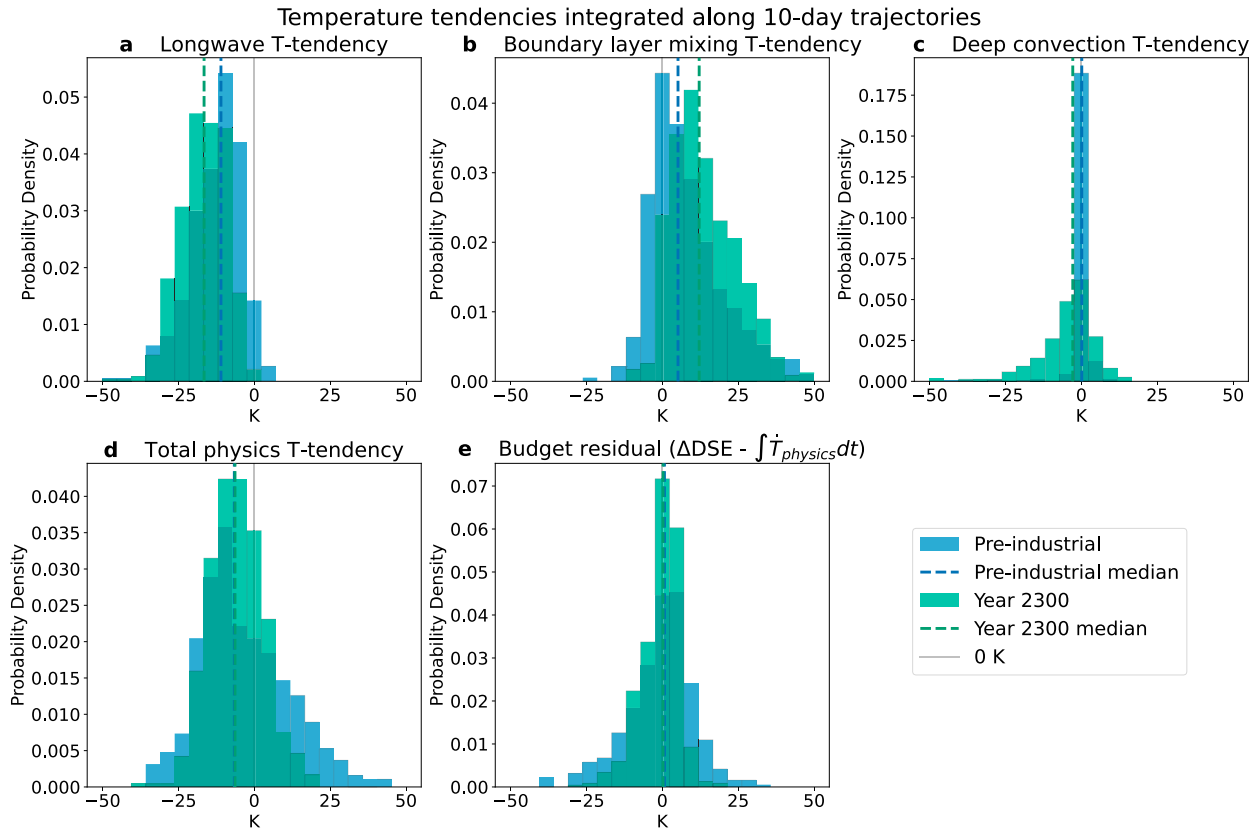 Temperature tendencies integrated along 10-day trajectories
a Longwave T-tendency
0.05
0.04
0.03
0.02
0.01
0.00
Probability Density
−50 −25 0 25 50
K
b Boundary layer mixing T-tendency
0.04
0.03
0.02
0.01
0.00
Probability Density
−50 −25 0 25 50
K
c Deep convection T-tendency
0.175
0.150
0.125
0.100
0.075
0.050
0.025
0.000
Probability Density
−50 −25 0 25 50
K
d Total physics T-tendency
0.040
0.035
0.030
0.025
0.020
0.015
0.010
0.005
0.000
Probability Density
−50 −25 0 25 50
K
e Budget residual (ΔDSE - ∫Ṫphysicsdt)
0.07
0.06
0.05
0.04
0.03
0.02
0.01
0.00
Probability Density
−50 −25 0 25 50
K
Pre-industrial
Pre-industrial median
Year 2300
Year 2300 median
0 K